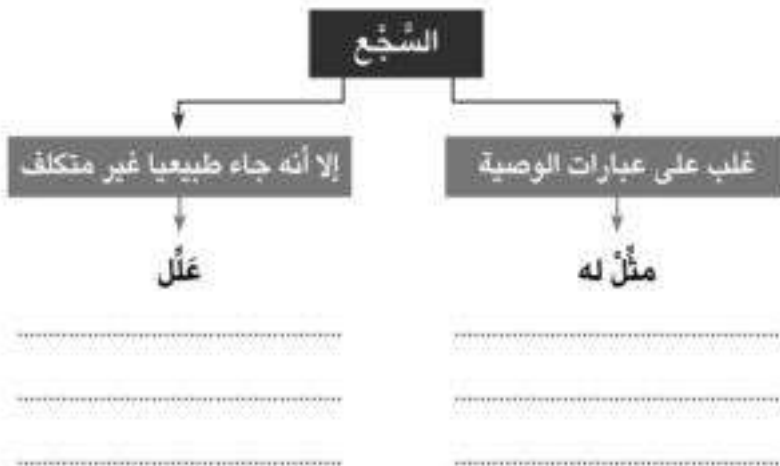 السَّجْع
غلب على عبارات الوصية
إلا أنه جاء طبيعيا غير متكلف
مثِّلْ له
عَلِّل